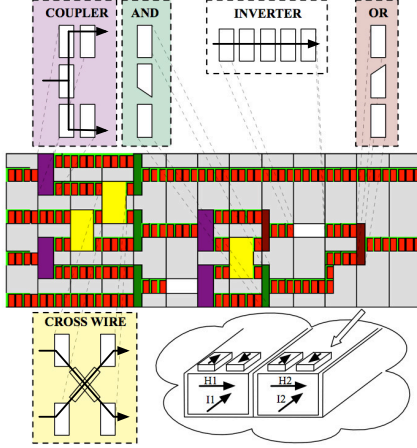 COUPLER
AND
INVERTER
OR
CROSS WIRE
H1
H2
I1
I2